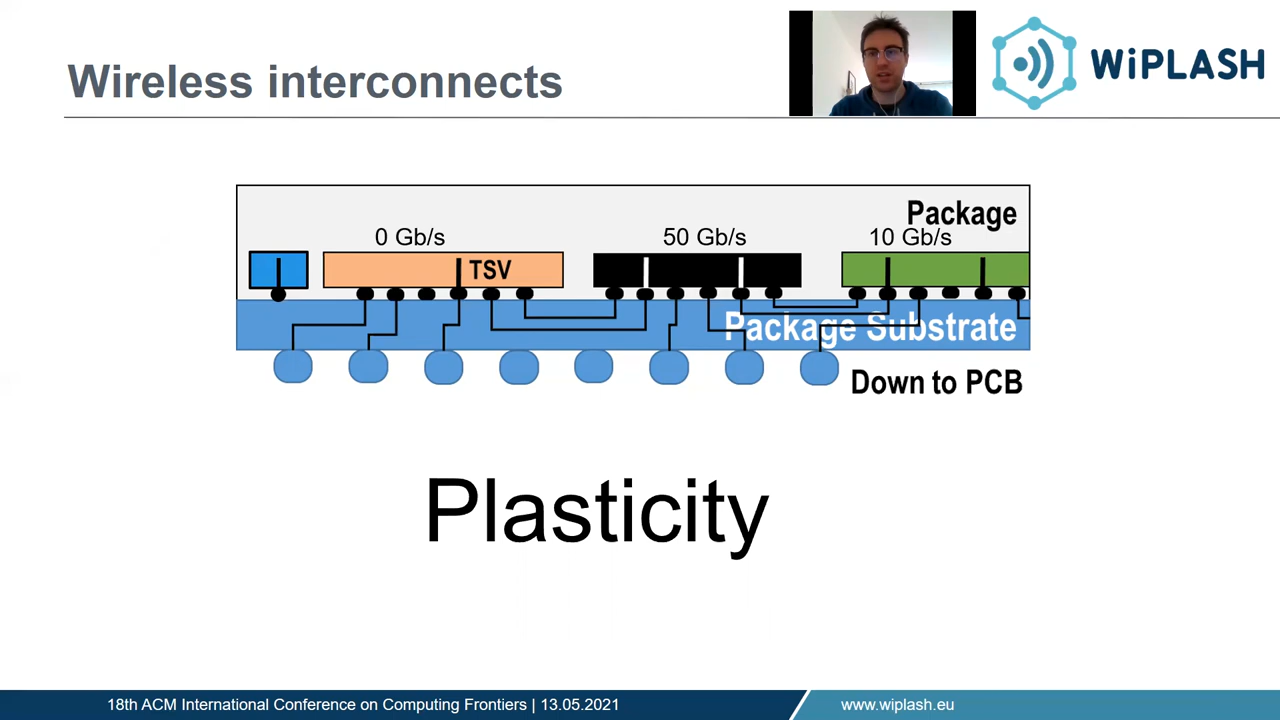 Wireless interconnects
WiPLASH
Package
0 Gb/s
50 Gb/s
10 Gb/s
TSV
Package Substrate
Down to PCB
Plasticity
18th ACM International Conference on Computing Frontiers | 13.05.2021
www.wiplash.eu